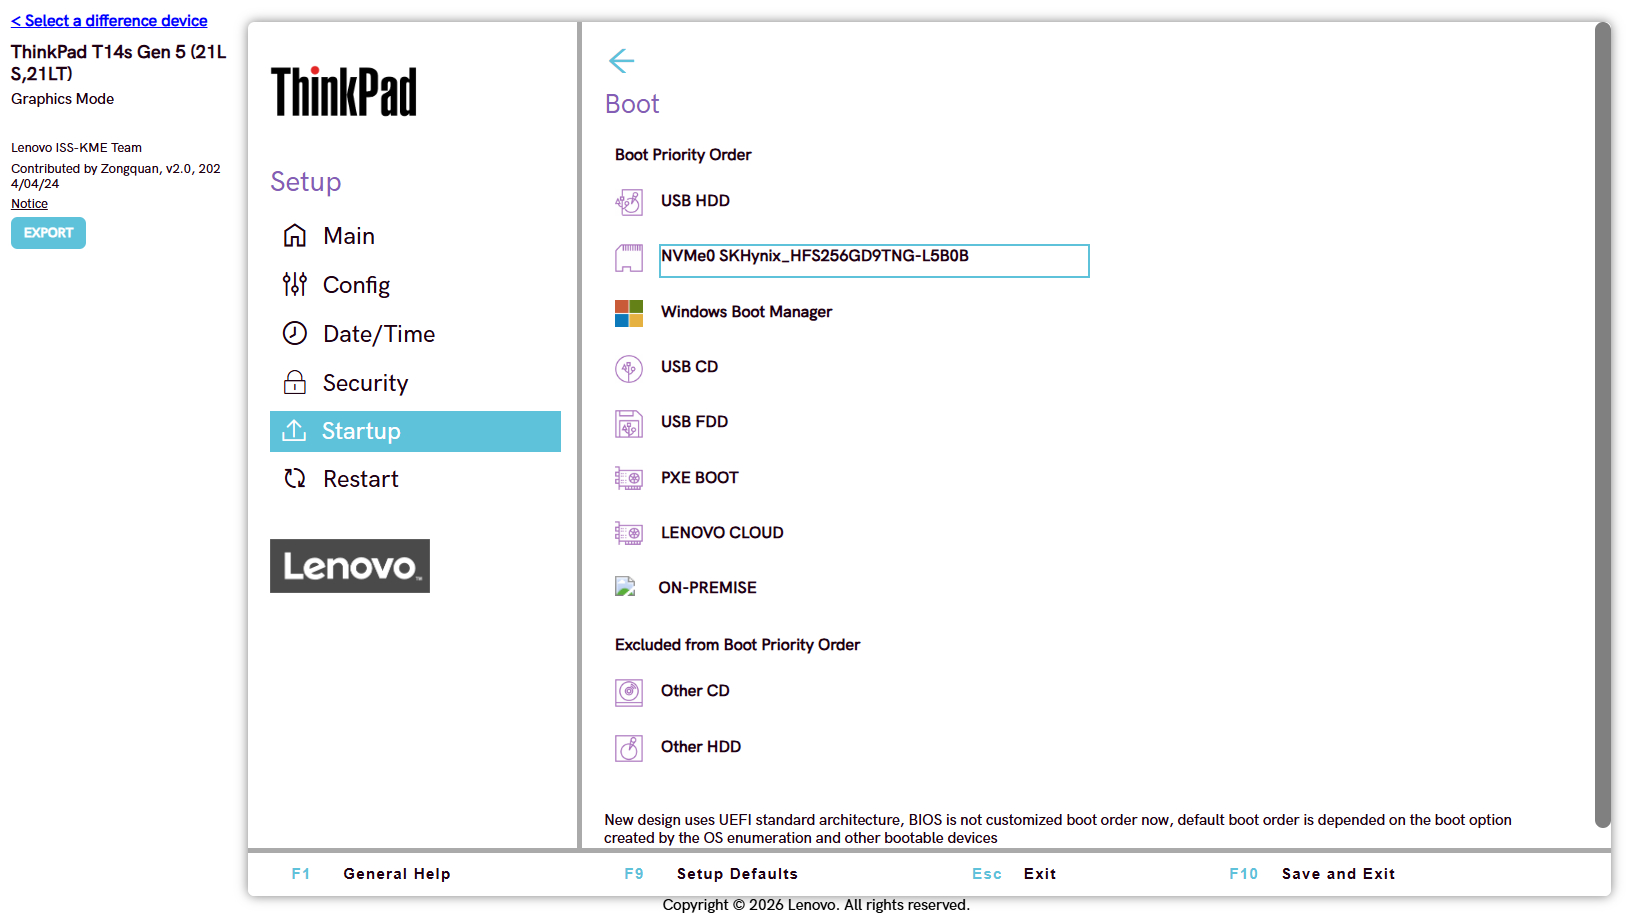 < Select a difference device
ThinkPad T14s Gen 5 (21L
S,21LT)
Graphics Mode
Lenovo ISS-KME Team
Contributed by Zongquan, v2.0, 202
4/04/24
Notice
EXPORT
ThinkPad
Setup
Main
Config
Date/Time
Security
Startup
Restart
Lenovo™
Boot
Boot Priority Order
USB HDD
NVMe0 SKHynix_HFS256GD9TNG-L5B0B
Windows Boot Manager
USB CD
USB FDD
PXE BOOT
LENOVO CLOUD
ON-PREMISE
Excluded from Boot Priority Order
Other CD
Other HDD
New design uses UEFI standard architecture, BIOS is not customized boot order now, default boot order is depended on the boot option
created by the OS enumeration and other bootable devices
F1 General Help F9 Setup Defaults Esc Exit F10 Save and Exit
Copyright © 2026 Lenovo. All rights reserved.